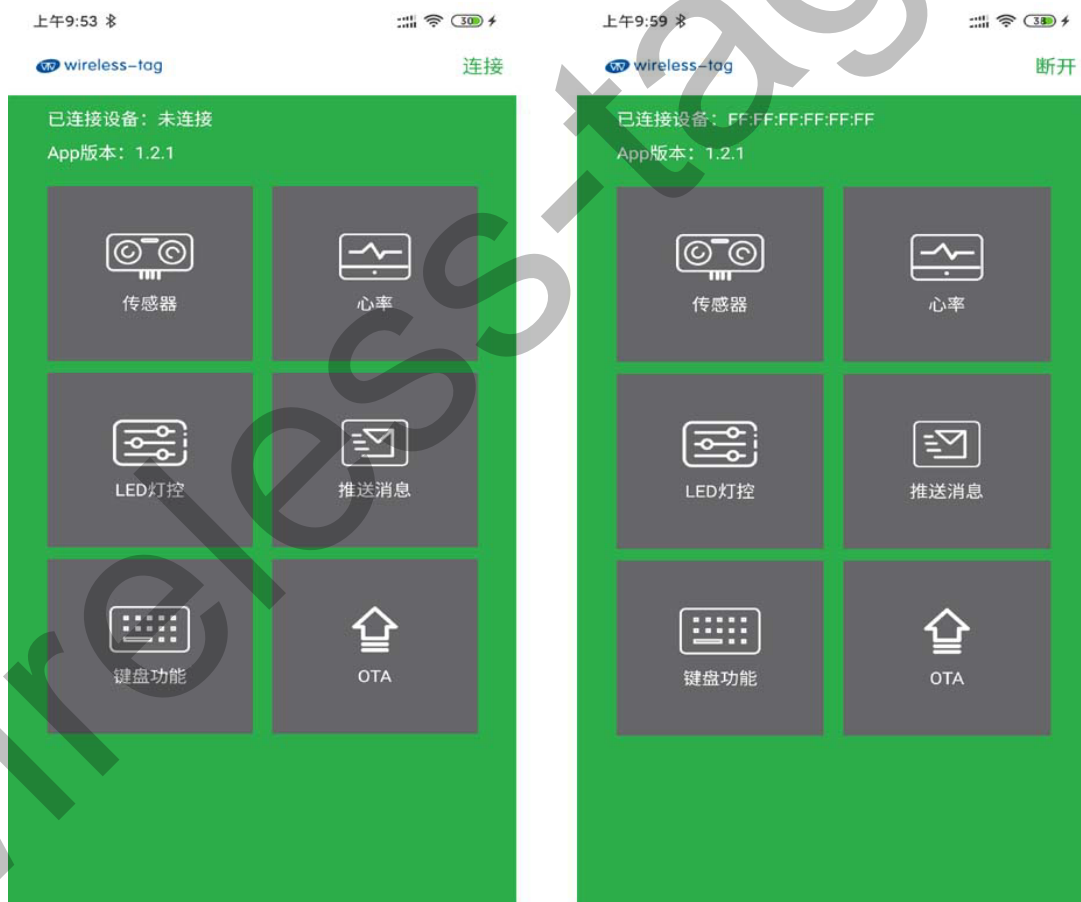 上午9:53
30
wireless-tag
连接
已连接设备：未连接
App版本：1.2.1
传感器
心率
LED灯控
推送消息
键盘功能
OTA
上午9:59
38
wireless-tag
断开
已连接设备：FF:FF:FF:FF:FF:FF
App版本：1.2.1
传感器
心率
LED灯控
推送消息
键盘功能
OTA
wireless-tag